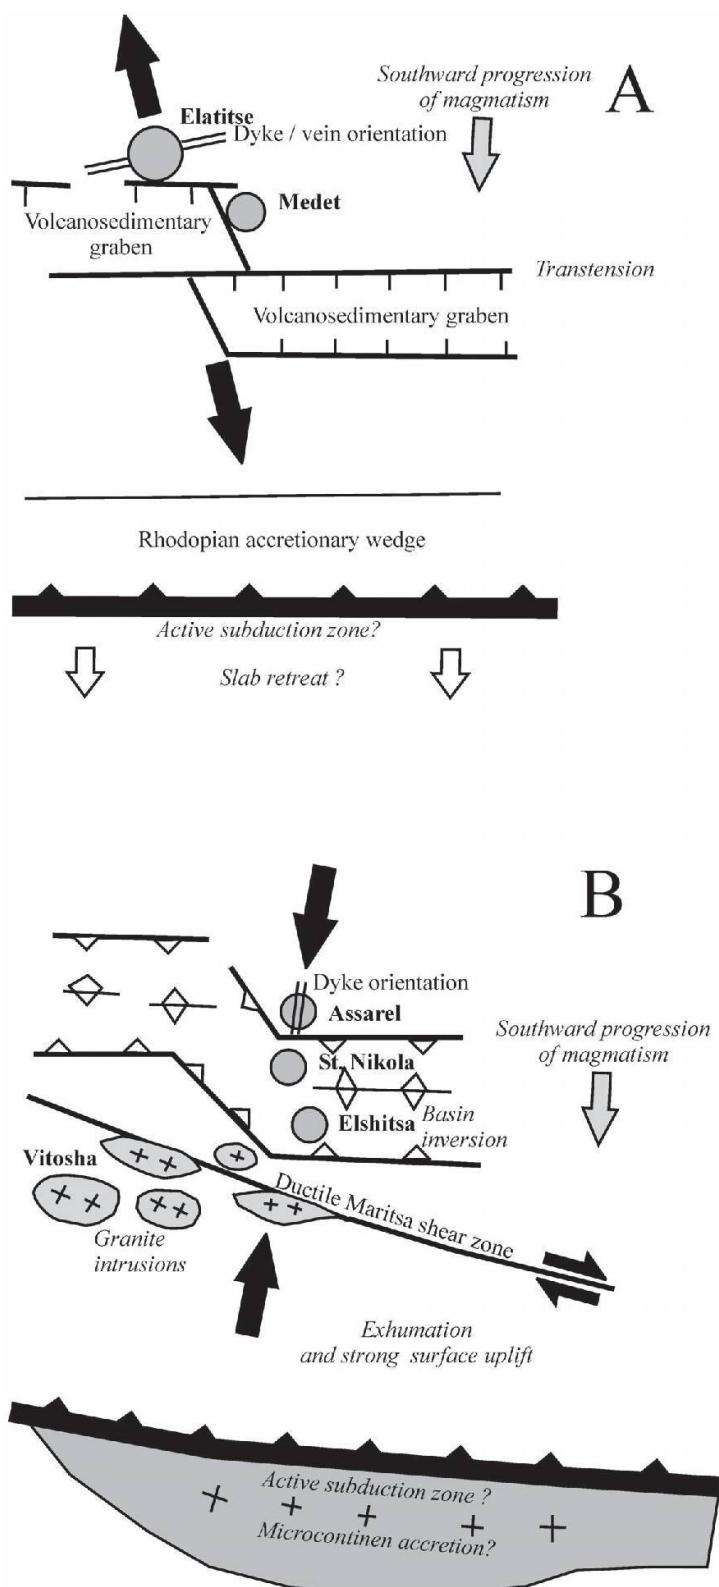 Southward progression
of magmatism
A
Elatitse
Dyke / vein orientation
Medet
Volcanosedimentary
graben
Transtension
Volcanosedimentary graben
Rhodopian accretionary wedge
Active subduction zone?
Slab retreat ?
B
Dyke orientation
Assarel
Southward progression
of magmatism
St. Nikola
Elshitsa
Basin
inversion
Vitosha
Ductile Maritsa shear zone
Granite
intrusions
Exhumation
and strong surface uplift
Active subduction zone ?
Microcontinen accretion?